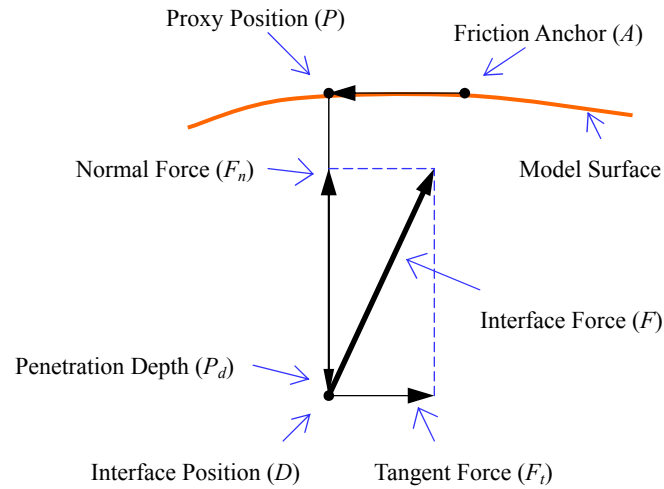 Proxy Position (P)
Friction Anchor (A)
Normal Force (Fn)
Model Surface
Interface Force (F)
Penetration Depth (Pd)
Interface Position (D)
Tangent Force (Ft)